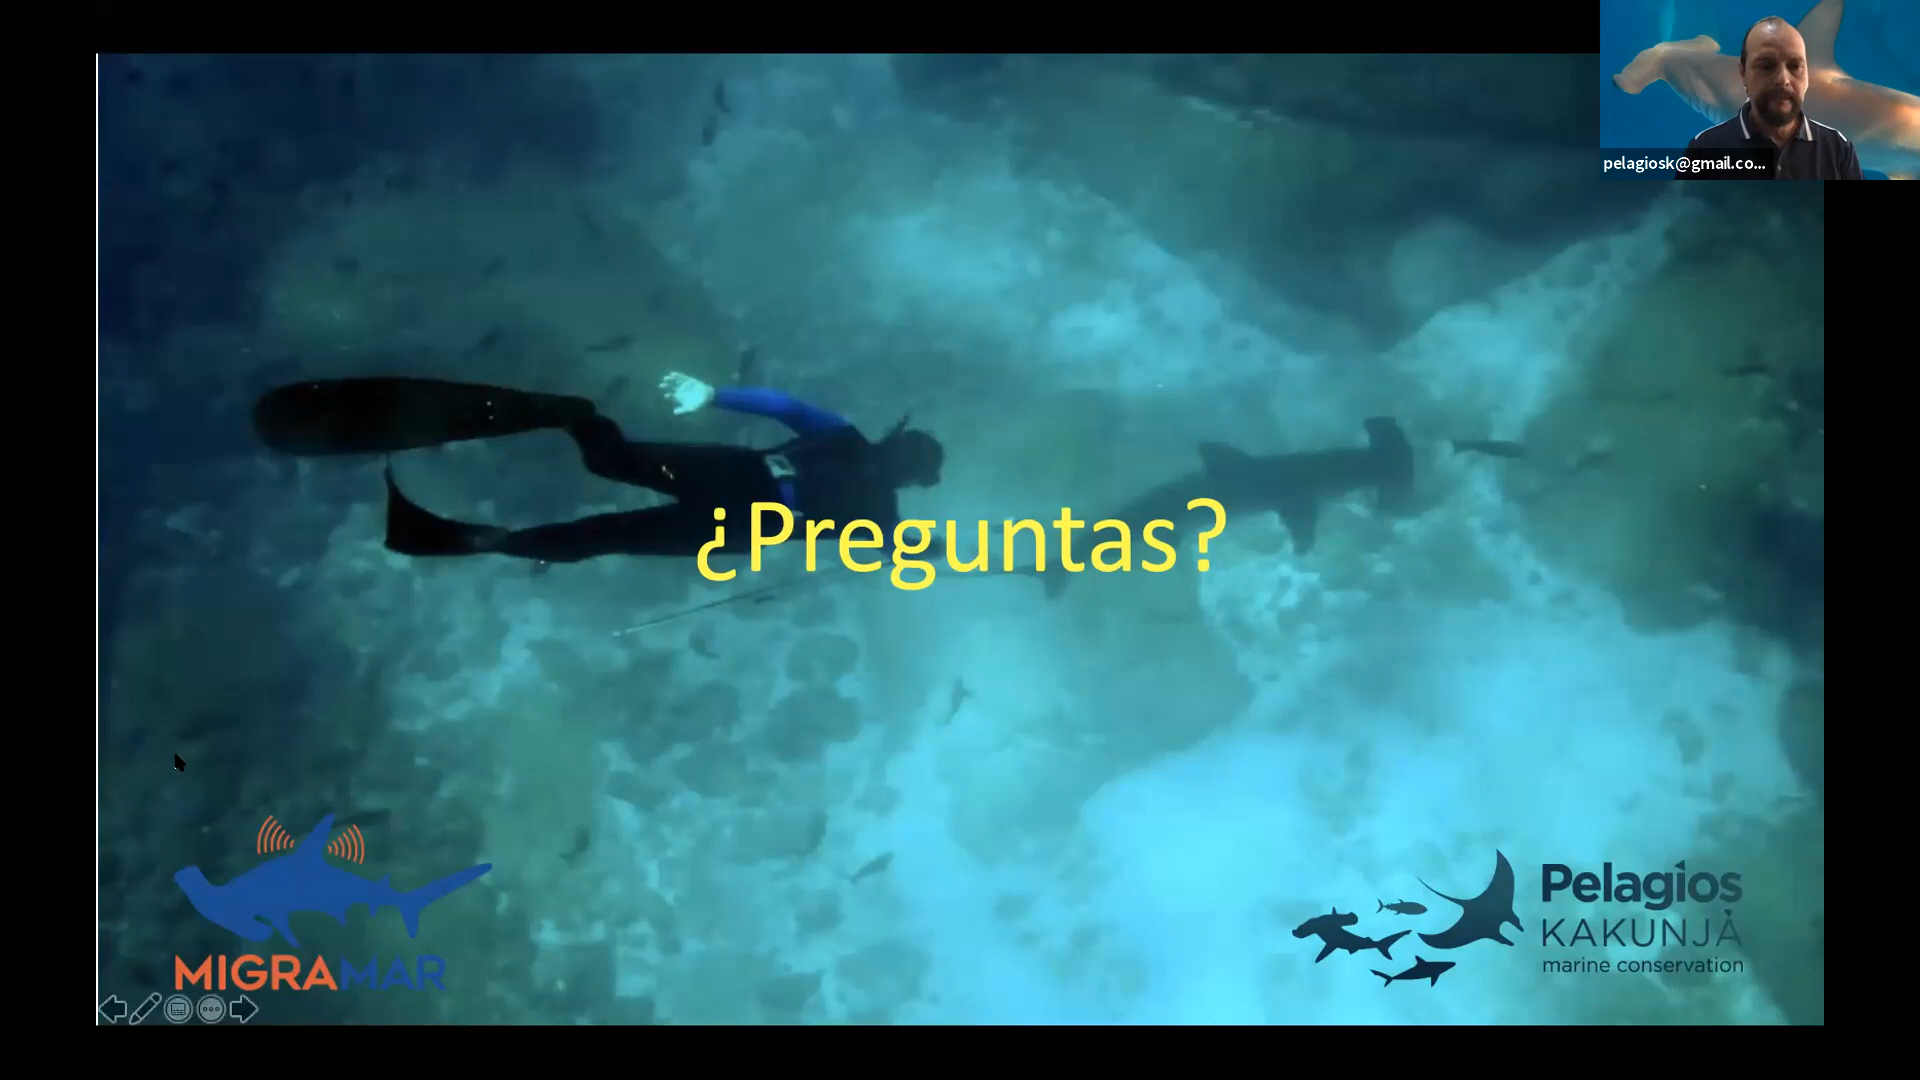 pelagiosk@gmail.co...
¿Preguntas?
MIGRAMAR
Pelagios
KAKUNJÁ
marine conservation